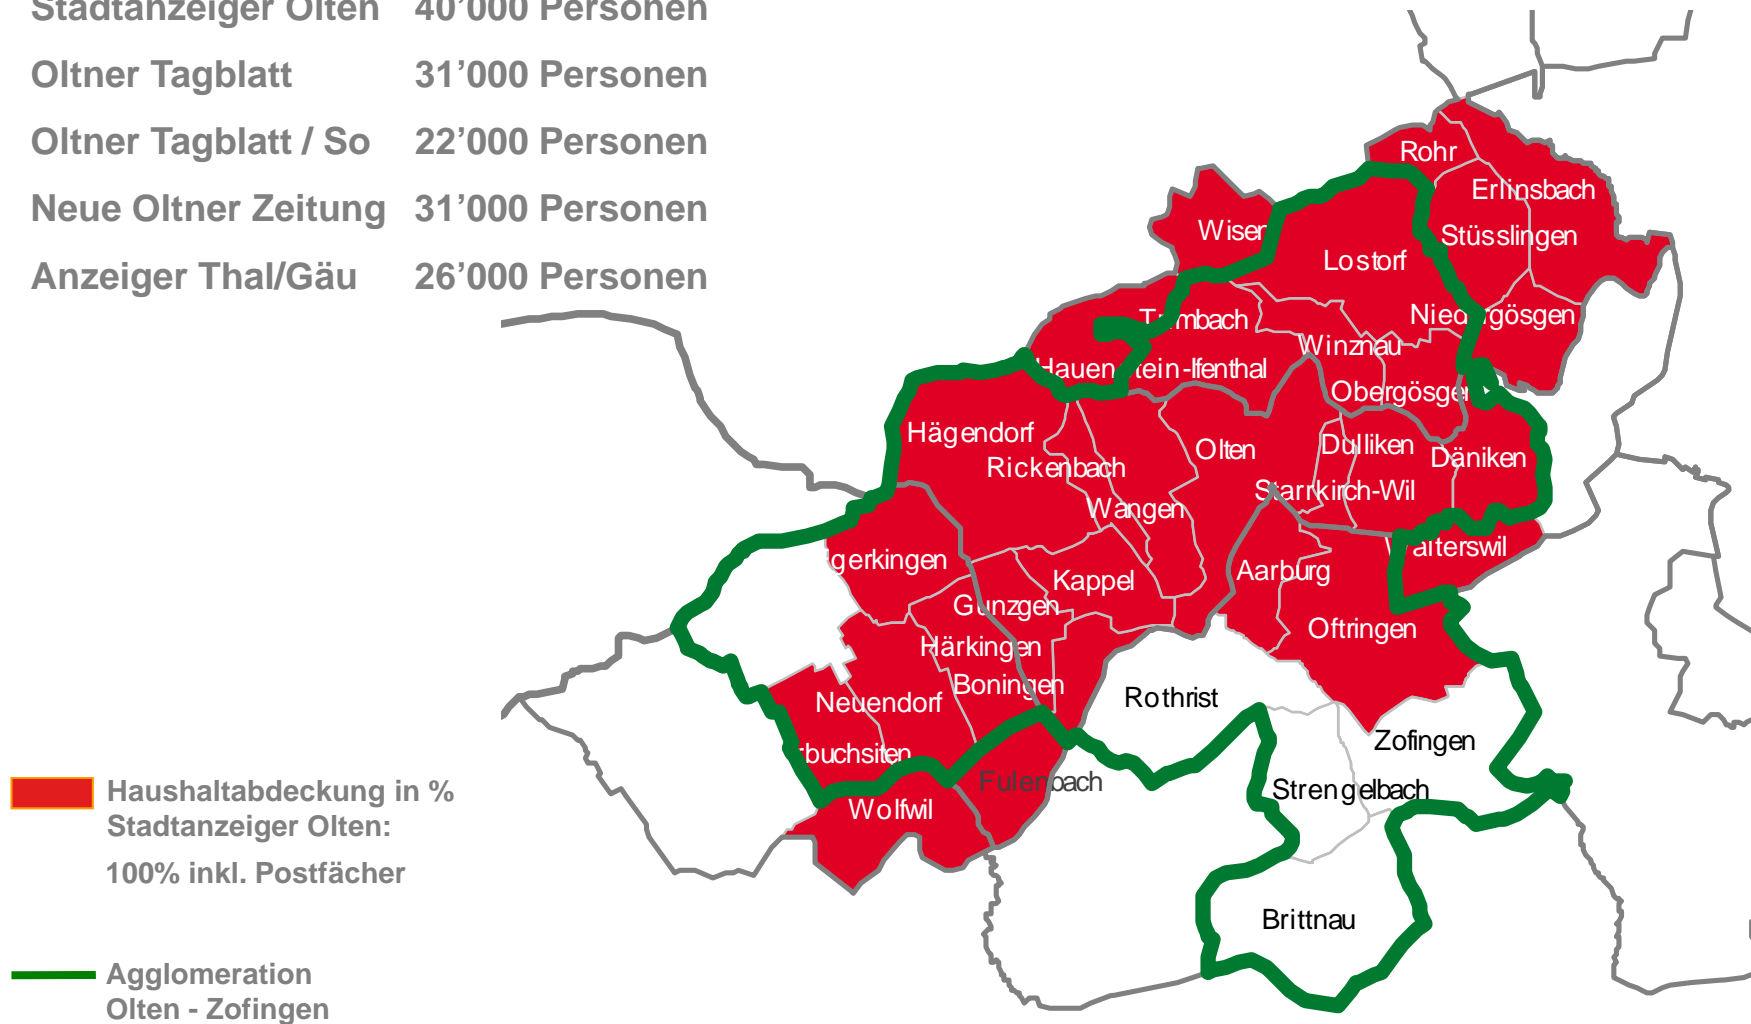 Stadtanzeiger Olten 40’000 Personen
Oltner Tagblatt 31’000 Personen
Oltner Tagblatt / So 22’000 Personen
Neue Oltner Zeitung 31’000 Personen
Anzeiger Thal/Gäu 26’000 Personen
Rohr
Erlinsbach
Wisen
Stüsslingen
Lostorf
Trimbach
Niedergösgen
Winznau
Hauenstein-Ifenthal
Obergösgen
Hägendorf
Olten
Dulliken
Däniken
Rickenbach
Starrkirch-Wil
Wangen
Walterswil
gerkingen
Kappel
Aarburg
Gunzgen
Oftringen
Härkingen
Boningen
Neuendorf
Rothrist
Zofingen
rbuchsiten
Fulenbach
Strengelbach
Wolfwil
Brittnau
Haushaltabdeckung in %
Stadtanzeiger Olten:
100% inkl. Postfächer
Agglomeration
Olten - Zofingen